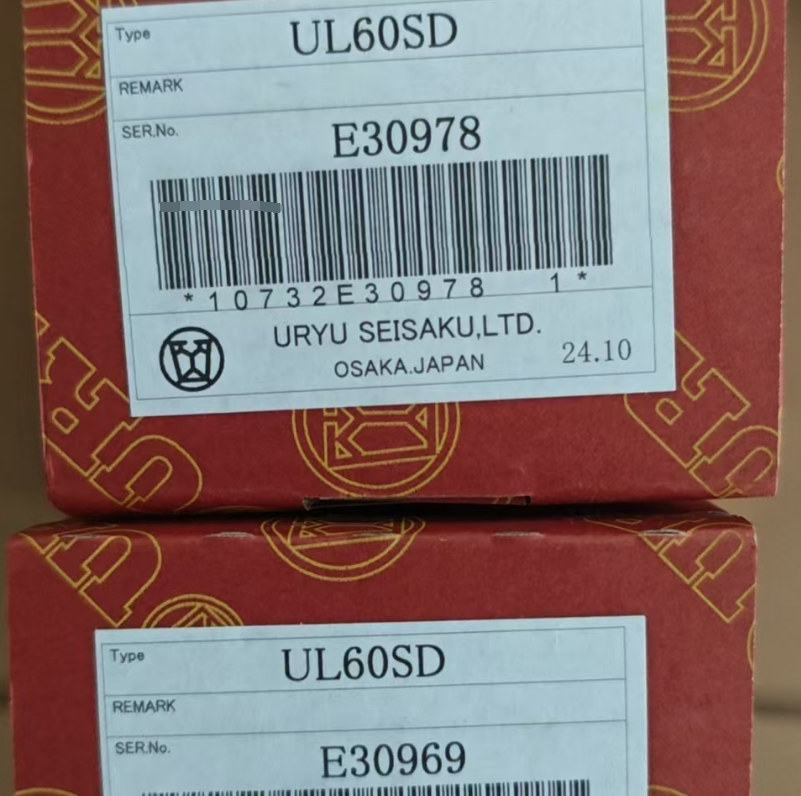 Type UL60SD
REMARK
SER.No. E30978
*10732E30978 1*
URYU SEISAKU,LTD.
OSAKA.JAPAN 24.10
Type UL60SD
REMARK
SER.No. E30969